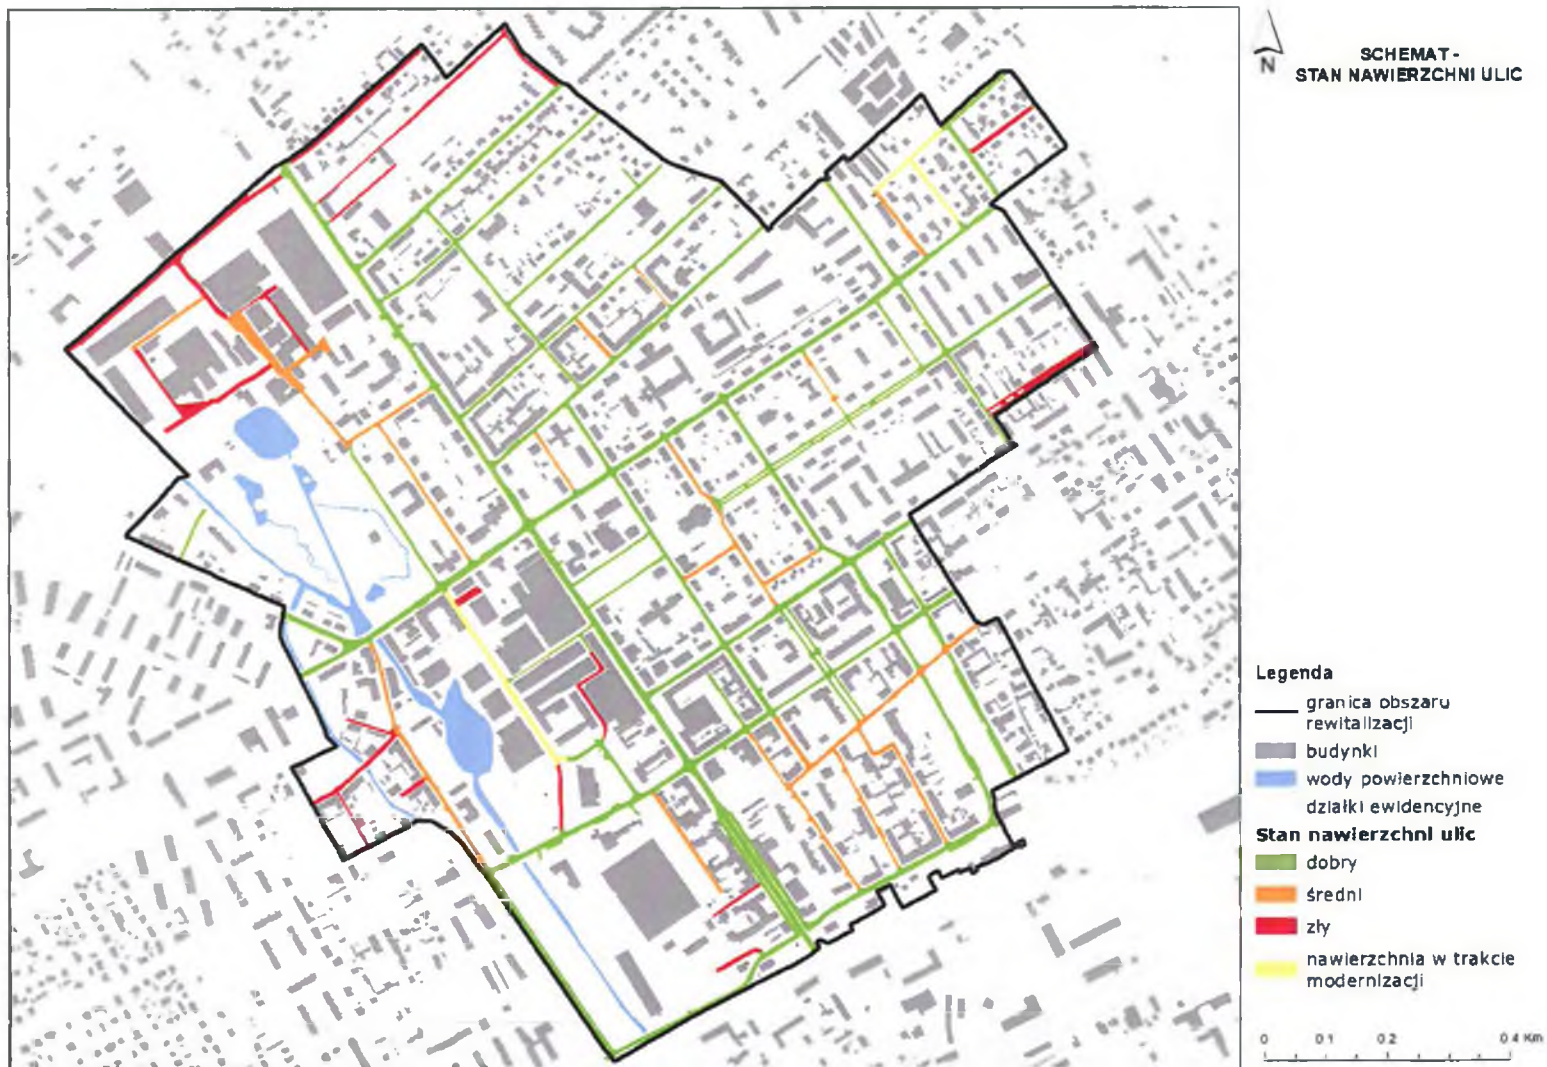 N
SCHEMAT -
STAN NAWIERZCHNI ULIC
Legenda
granica obszaru
rewitalizacji
budynki
wody powierzchniowe
działki ewidencyjne
Stan nawierzchni ulic
dobry
średni
zły
nawierzchnia w trakcie
modernizacji
0 0.1 0.2 0.4 Km